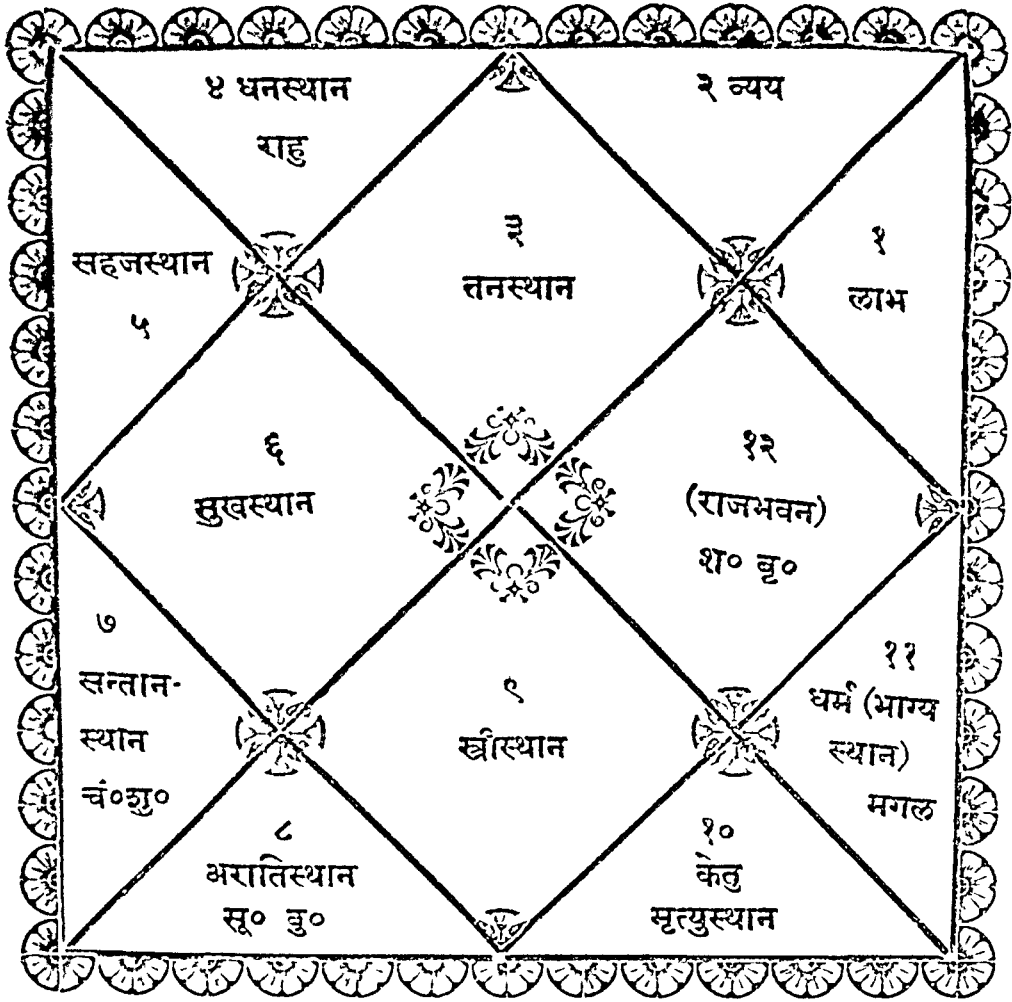 ४ धनस्थान
राहु
२ व्यय
३
तनस्थान
१
लाभ
सहजस्थान
५
६
सुखस्थान
१२
(राजभवन)
श० वृ०
७
सन्तान-
स्थान
चं०शु०
९
स्त्रीस्थान
११
धर्म (भाग्य
स्थान)
मगल
८
अरातिस्थान
सू० बु०
१०
केतु
मृत्युस्थान